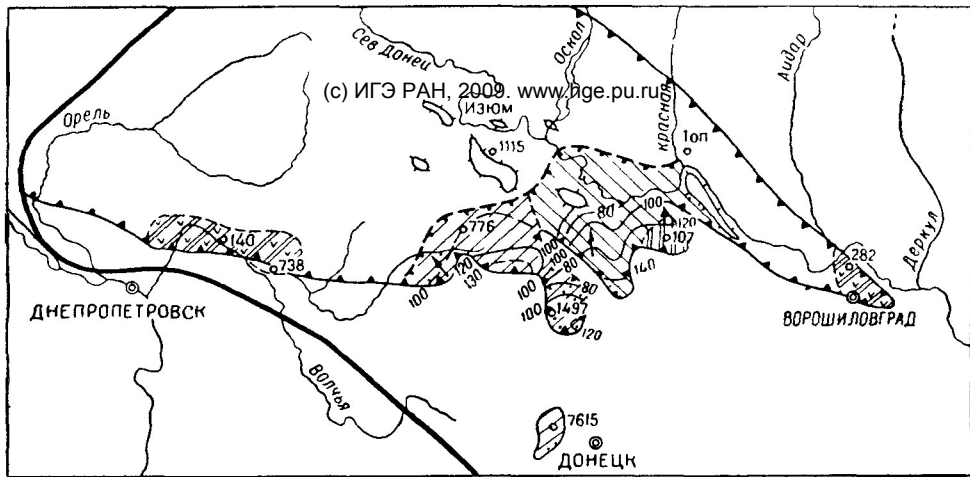 Сев Донец
Оскол
Айдар
(с) ИГЭ РАН, 2009. www.hge.pu.ru
Изюм
красная
Орель
1115
1оп
100
80
776
120
107
140
738
282
Деркул
100
100
80
140
120
130
100
80
100
1497
120
ДНЕПРОПЕТРОВСК
ВОРОШИЛОВГРАД
Волчья
7615
ДОНЕЦК